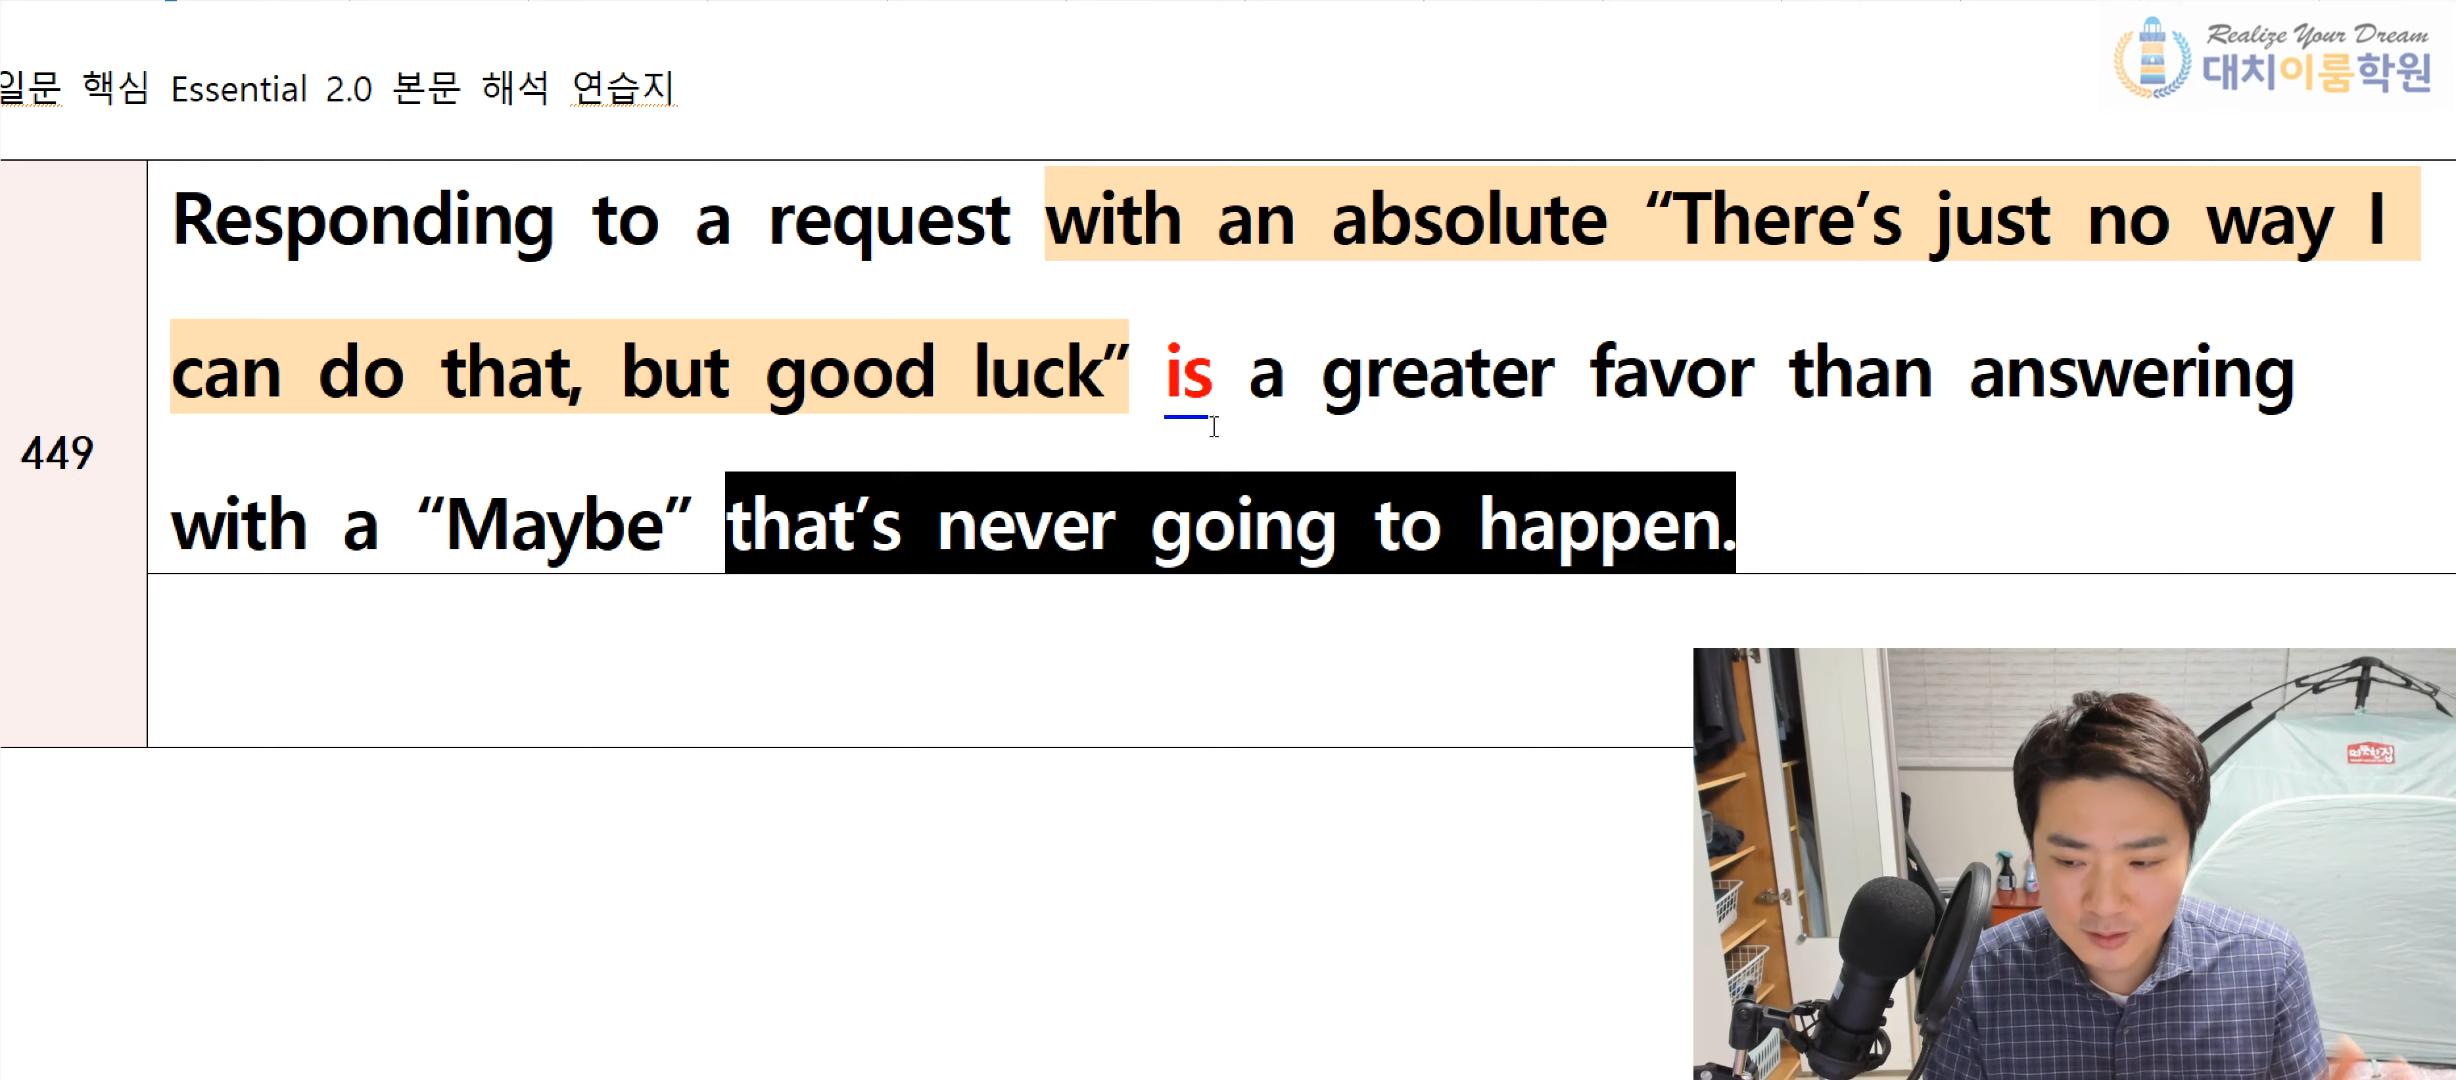 일문 핵심 Essential 2.0 본문 해석 연습지
Realize Your Dream
대치이룸학원
Responding to a request with an absolute “There’s just no way I
can do that, but good luck” is a greater favor than answering
449
with a “Maybe” that’s never going to happen.